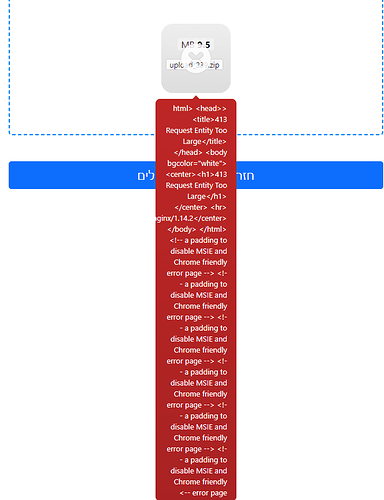 MB 9.5
.zip
html> <head>>
<title>413
Request Entity Too
Large</title>
</head> <body
bgcolor="white">
<center><h1>413
Request Entity Too
Large</h1>
</center> <hr>
nginx/1.14.2</center>
</body> </html>
<!-- a padding to
disable MSIE and
Chrome friendly
error page --> <!-
- a padding to
disable MSIE and
Chrome friendly
error page --> <!-
- a padding to
disable MSIE and
Chrome friendly
error page --> <!-
- a padding to
disable MSIE and
Chrome friendly
error page --> <!-
- a padding to
disable MSIE and
Chrome friendly
error page --> <!-
- a padding to
disable MSIE and
Chrome friendly
<-- error page